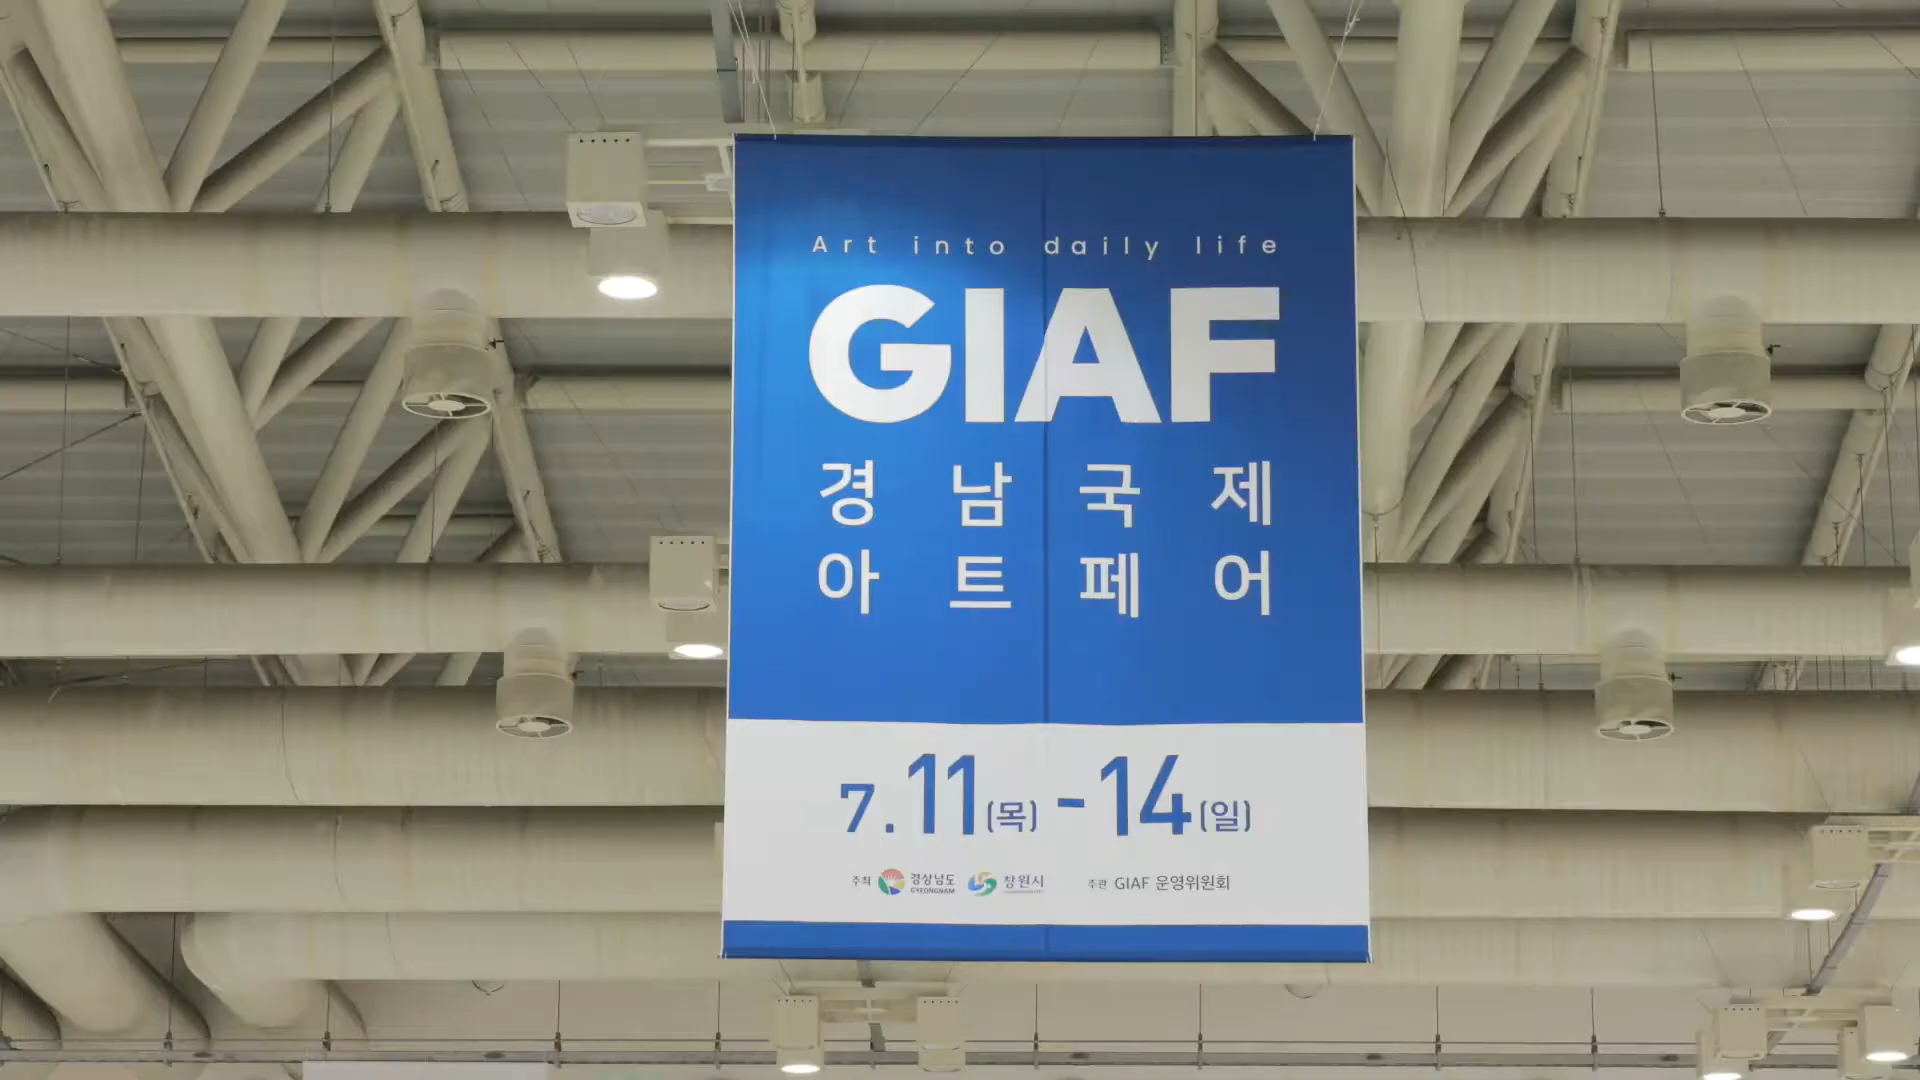 Art into daily life
GIAF
경남국제
아트페어
7.11(목)-14(일)
주최 경상남도 GYEONGNAM 창원시 주관 GIAF 운영위원회